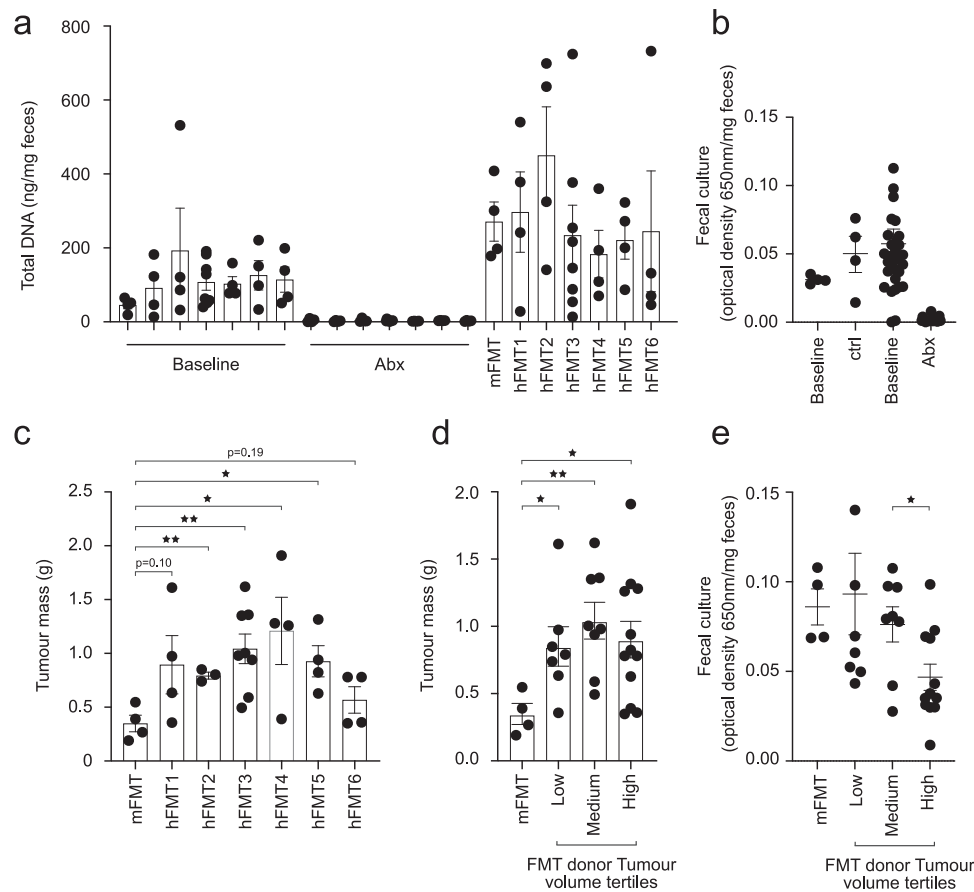 a
Total DNA (ng/mg feces)
800
600
400
200
0
Baseline
Abx
mFMT
hFMT1
hFMT2
hFMT3
hFMT4
hFMT5
hFMT6
b
Fecal culture
(optical density 650nm/mg feces)
0.15
0.10
0.05
0.00
Baseline
ctrl
Baseline
Abx
c
Tumour mass (g)
2.5
2.0
1.5
1.0
0.5
0
p=0.19
★
★
★★
★★
p=0.10
mFMT
hFMT1
hFMT2
hFMT3
hFMT4
hFMT5
hFMT6
d
Tumour mass (g)
2.0
1.5
1.0
0.5
0.0
★
★★
★
mFMT
Low
Medium
High
FMT donor Tumour
volume tertiles
e
Fecal culture
(optical density 650nm/mg feces)
0.15
0.10
0.05
0.00
★
mFMT
Low
Medium
High
FMT donor Tumour
volume tertiles